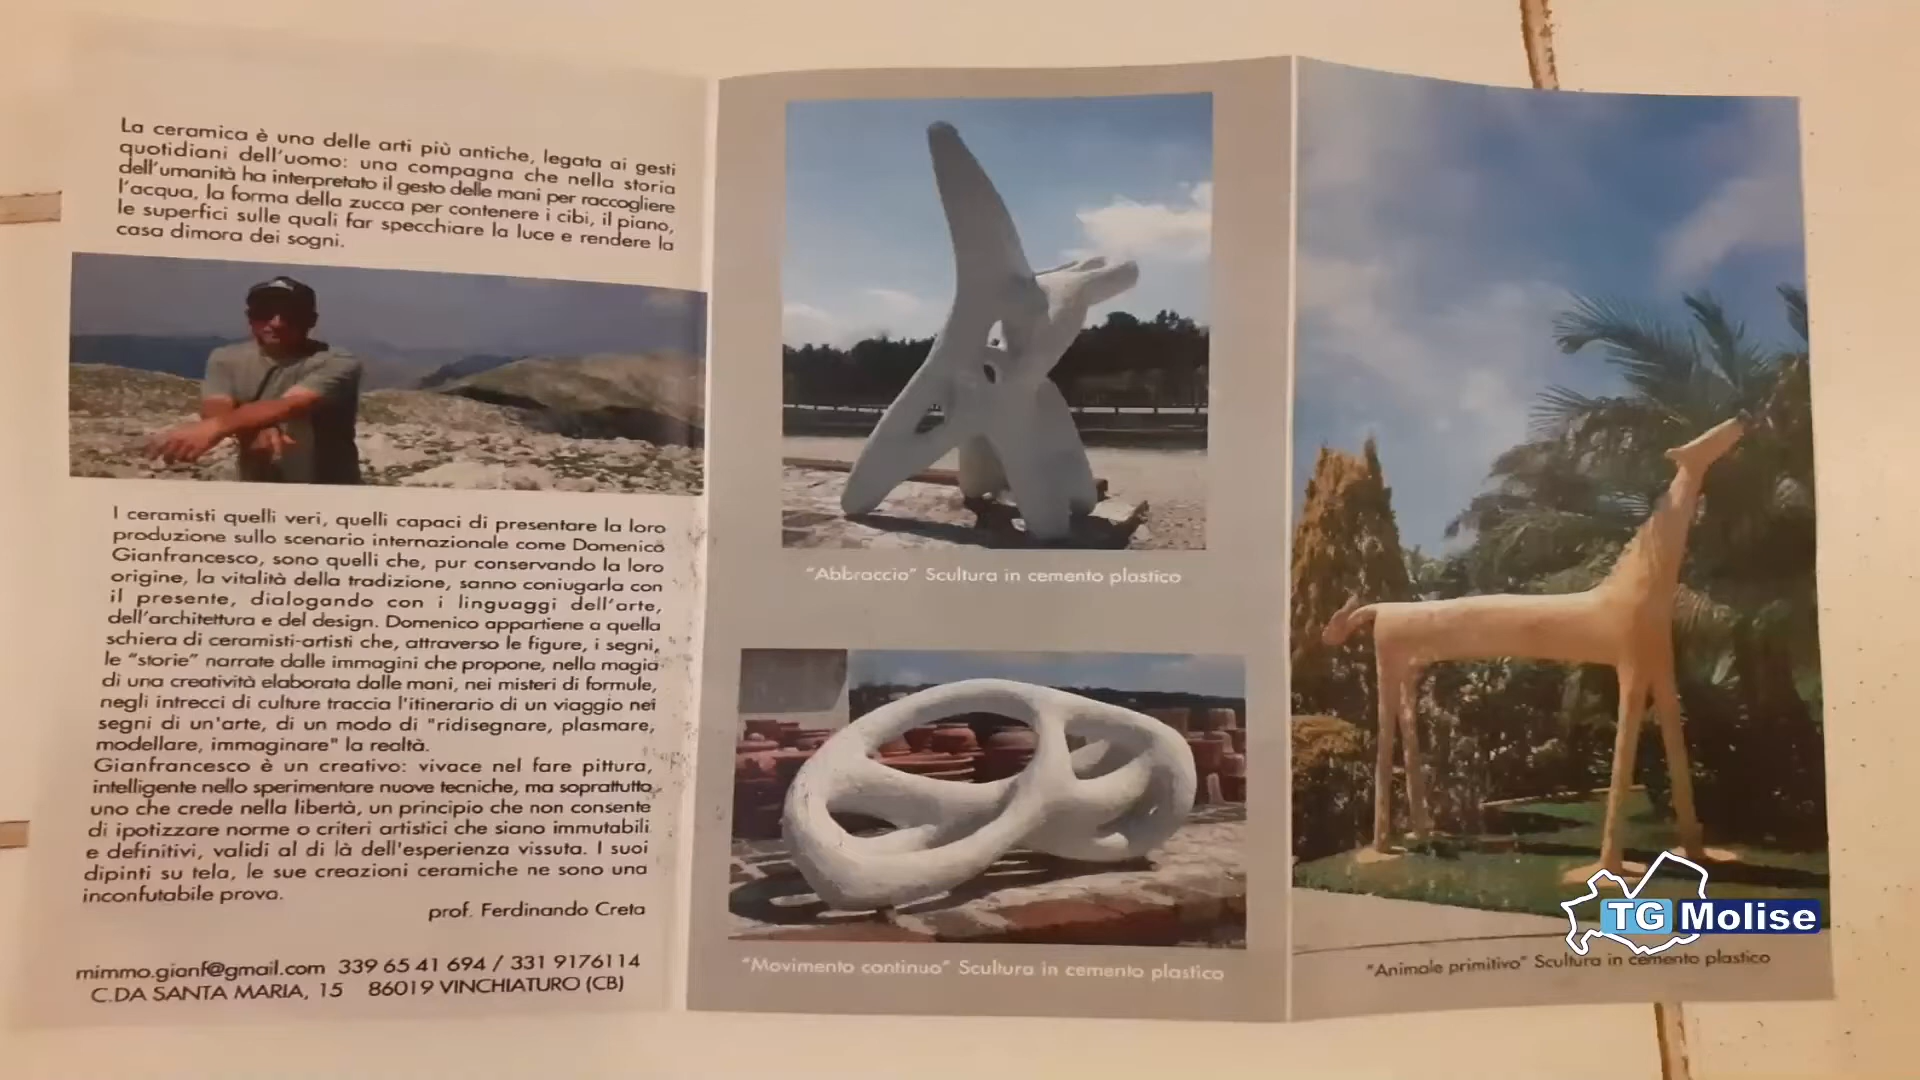 La ceramica è una delle arti più antiche, legata ai gesti
quotidiani dell'uomo: una compagna che nella storia
dell'umanità ha interpretato il gesto delle mani per raccogliere
l'acqua, la forma della zucca per contenere i cibi, il piano,
le superfici sulle quali far specchiare la luce e rendere la
casa dimora dei sogni.
I ceramisti quelli veri, quelli capaci di presentare la loro
produzione sullo scenario internazionale come Domenico
Gianfrancesco, sono quelli che, pur conservando la loro
origine, la vitalità della tradizione, sanno coniugarla con
il presente, dialogando con i linguaggi dell'arte,
dell'architettura e del design. Domenico appartiene a quella
schiera di ceramisti-artisti che, attraverso le figure, i segni,
le "storie" narrate dalle immagini che propone, nella magia
di una creatività elaborata dalle mani, nei misteri di formule,
negli intrecci di culture traccia l'itinerario di un viaggio nei
segni di un'arte, di un modo di "ridisegnare, plasmare,
modellare, immaginare" la realtà.
Gianfrancesco è un creativo: vivace nel fare pittura,
intelligente nello sperimentare nuove tecniche, ma soprattutto
uno che crede nella libertà, un principio che non consente
di ipotizzare norme o criteri artistici che siano immutabili
e definitivi, validi al di là dell'esperienza vissuta. I suoi
dipinti su tela, le sue creazioni ceramiche ne sono una
inconfutabile prova.
prof. Ferdinando Creta
mimmo.gianf@gmail.com 339 65 41 694 / 331 9176114
C.DA SANTA MARIA, 15 86019 VINCHIATURO (CB)
"Abbraccio" Scultura in cemento plastico
"Movimento continuo" Scultura in cemento plastico
"Animale primitivo" Scultura in cemento plastico
TG Molise